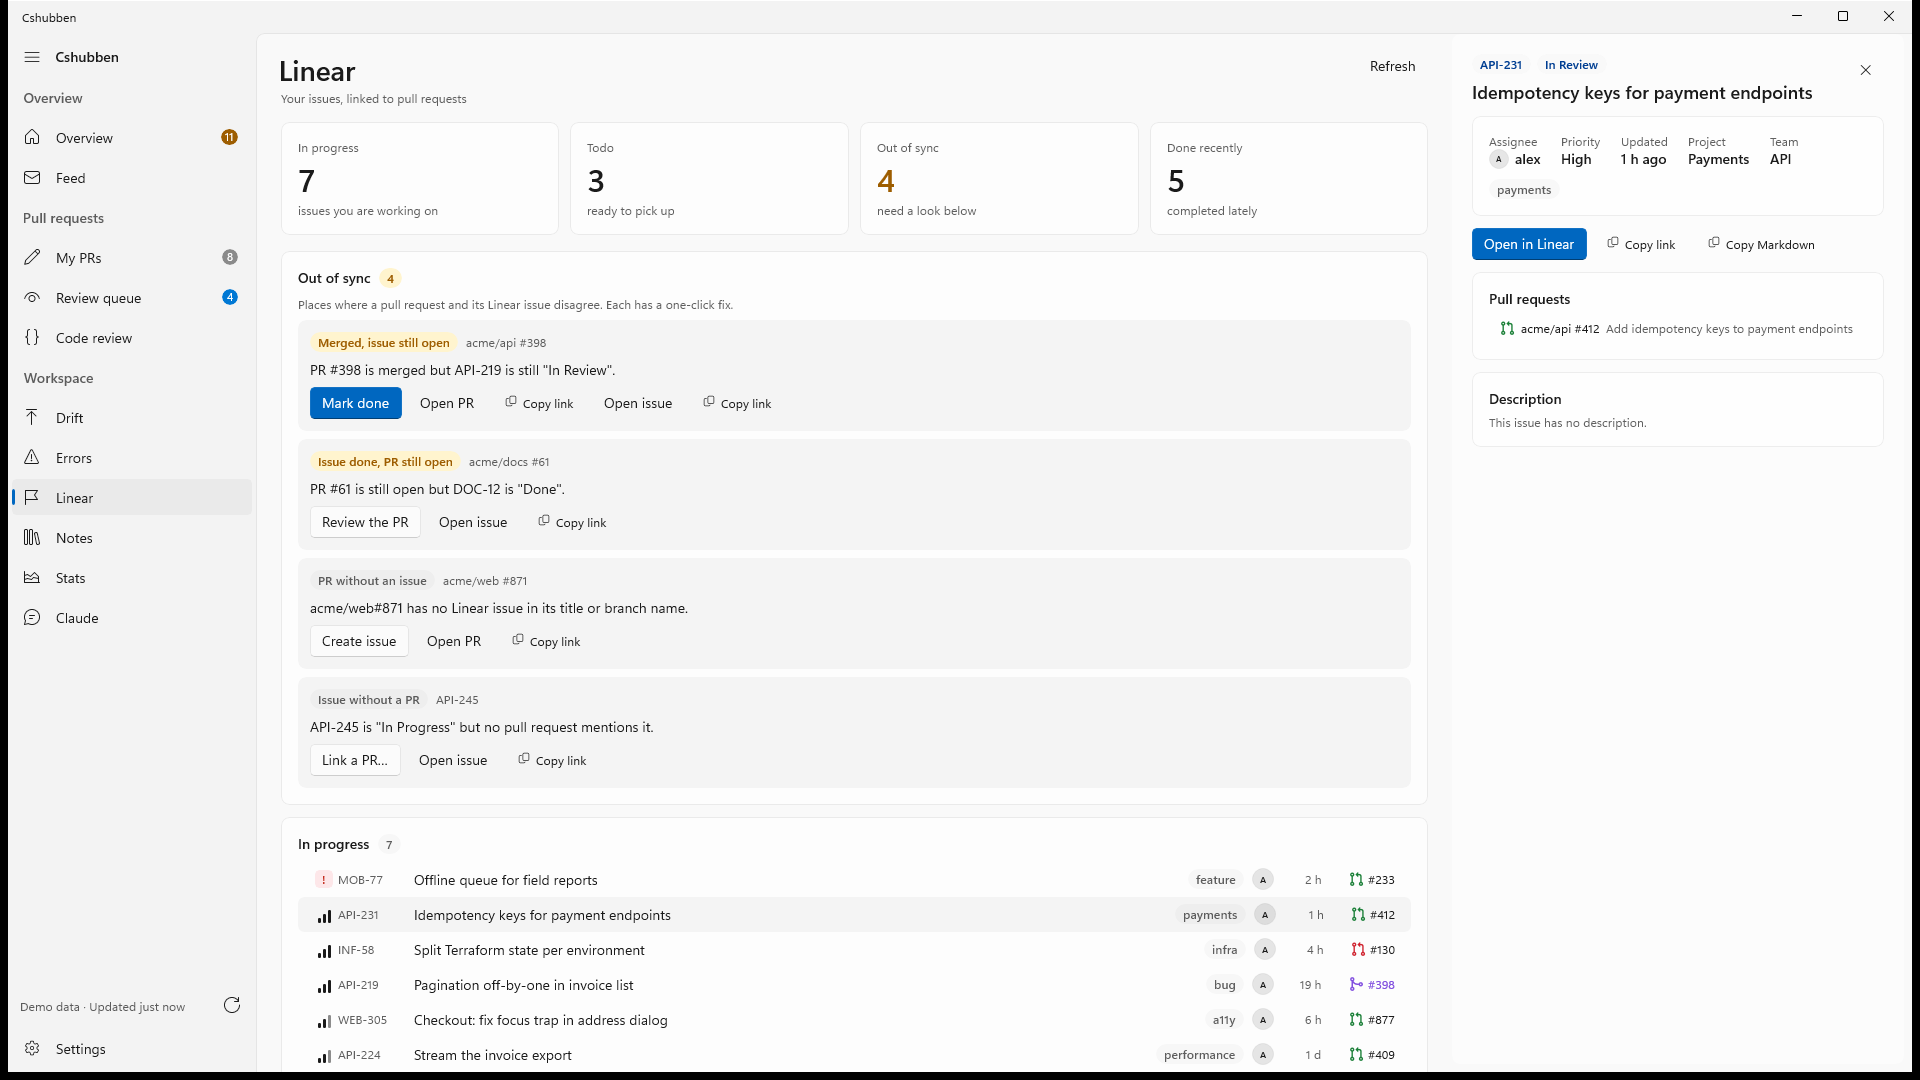 Cshubben
Cshubben
Overview
Overview 11
Feed
Pull requests
My PRs 8
Review queue 4
Code review
Workspace
Drift
Errors
Linear
Notes
Stats
Claude
Demo data · Updated just now
Settings
Linear
Refresh
Your issues, linked to pull requests
In progress
7
issues you are working on
Todo
3
ready to pick up
Out of sync
4
need a look below
Done recently
5
completed lately
Out of sync 4
Places where a pull request and its Linear issue disagree. Each has a one-click fix.
Merged, issue still open acme/api #398
PR #398 is merged but API-219 is still "In Review".
Mark done Open PR Copy link Open issue Copy link
Issue done, PR still open acme/docs #61
PR #61 is still open but DOC-12 is "Done".
Review the PR Open issue Copy link
PR without an issue acme/web #871
acme/web#871 has no Linear issue in its title or branch name.
Create issue Open PR Copy link
Issue without a PR API-245
API-245 is "In Progress" but no pull request mentions it.
Link a PR... Open issue Copy link
In progress 7
! MOB-77 Offline queue for field reports feature A 2 h #233
API-231 Idempotency keys for payment endpoints payments A 1 h #412
INF-58 Split Terraform state per environment infra A 4 h #130
API-219 Pagination off-by-one in invoice list bug A 19 h #398
WEB-305 Checkout: fix focus trap in address dialog a11y A 6 h #877
API-224 Stream the invoice export performance A 1 d #409
API-231 In Review
Idempotency keys for payment endpoints
Assignee Priority Updated Project Team
A alex High 1 h ago Payments API
payments
Open in Linear Copy link Copy Markdown
Pull requests
acme/api #412 Add idempotency keys to payment endpoints
Description
This issue has no description.